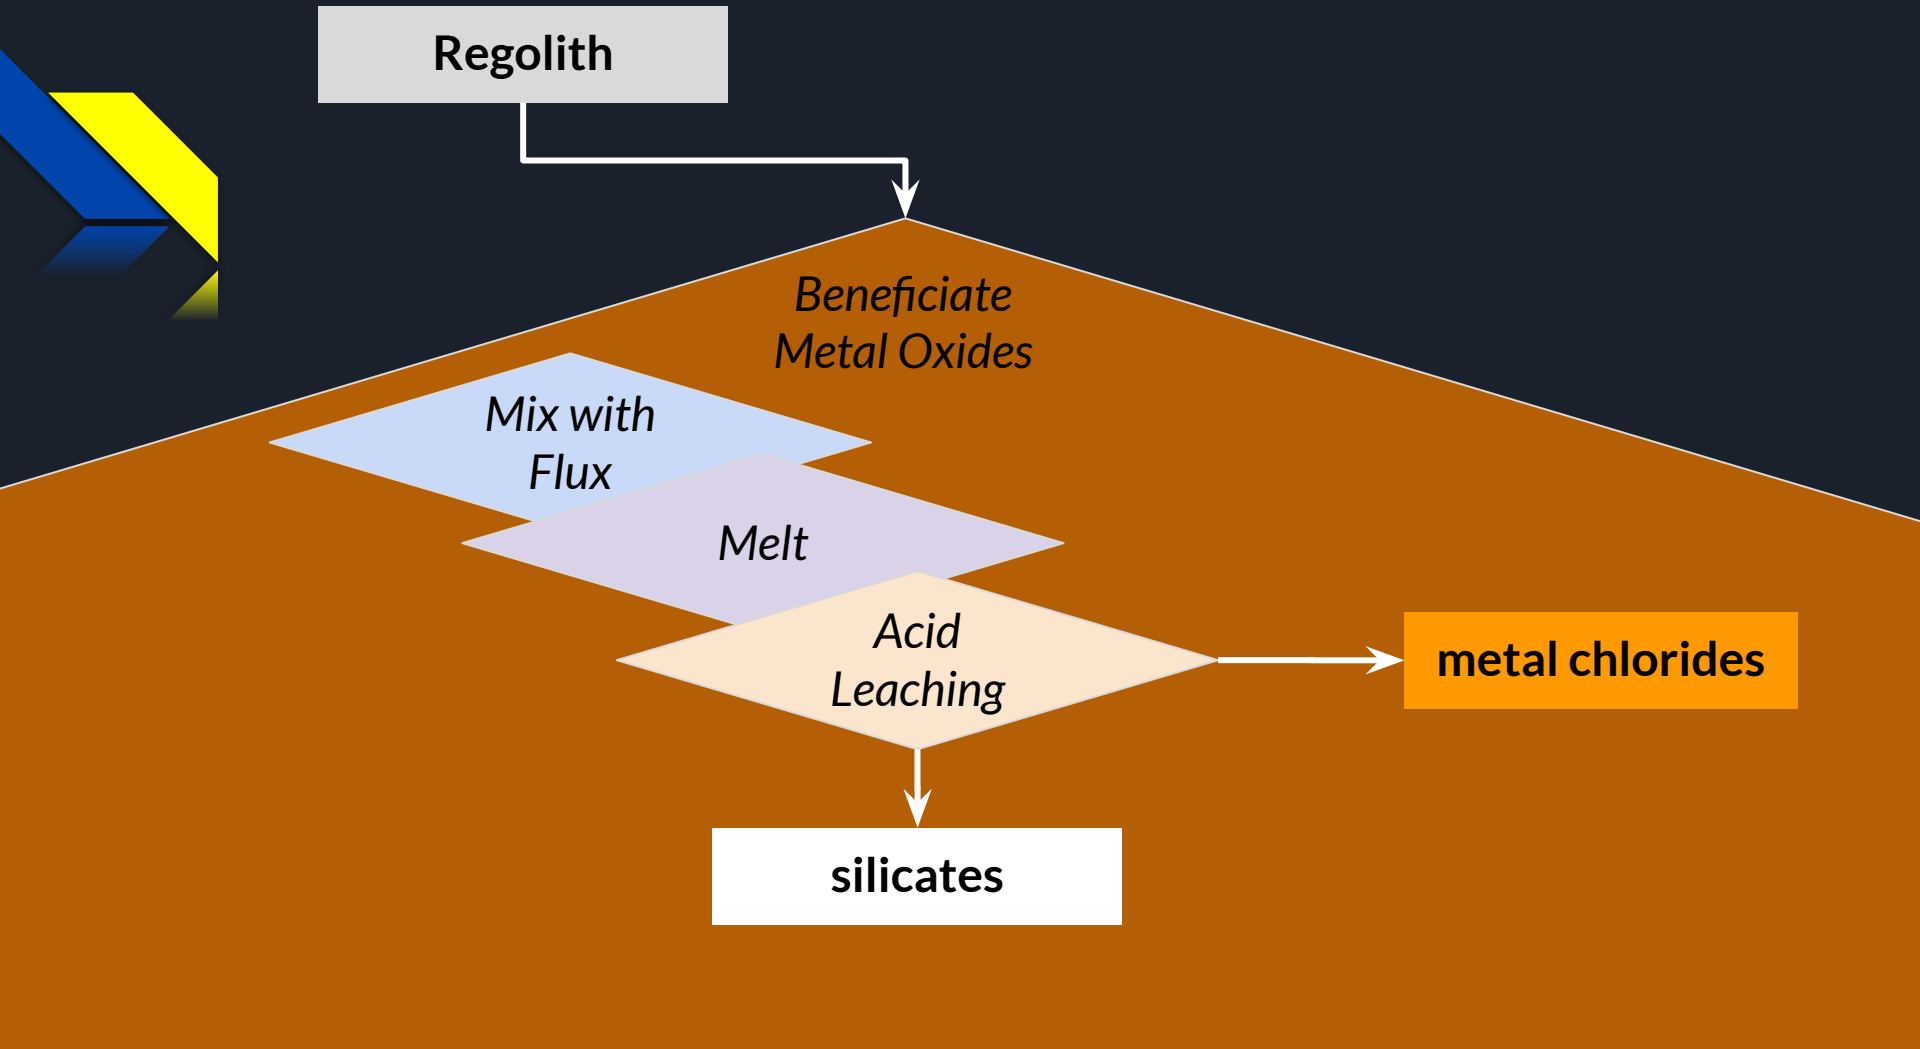 Regolith
Beneficiate
Metal Oxides
Mix with
Flux
Melt
Acid
Leaching
metal chlorides
silicates